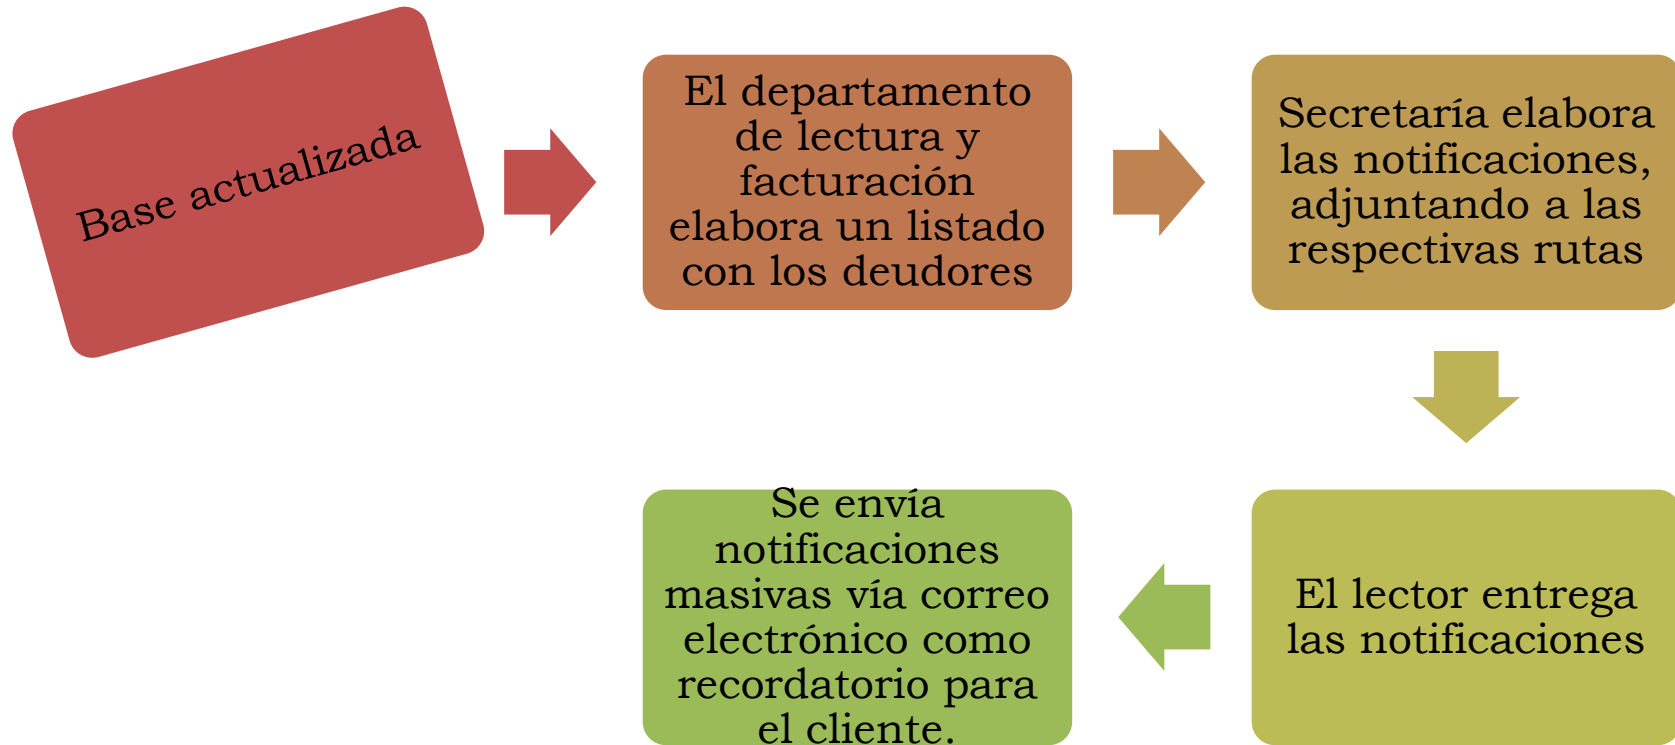 Base actualizada
El departamento
de lectura y
facturación
elabora un listado
con los deudores
Secretaría elabora
las notificaciones,
adjuntando a las
respectivas rutas
El lector entrega
las notificaciones
Se envía
notificaciones
masivas vía correo
electrónico como
recordatorio para
el cliente.